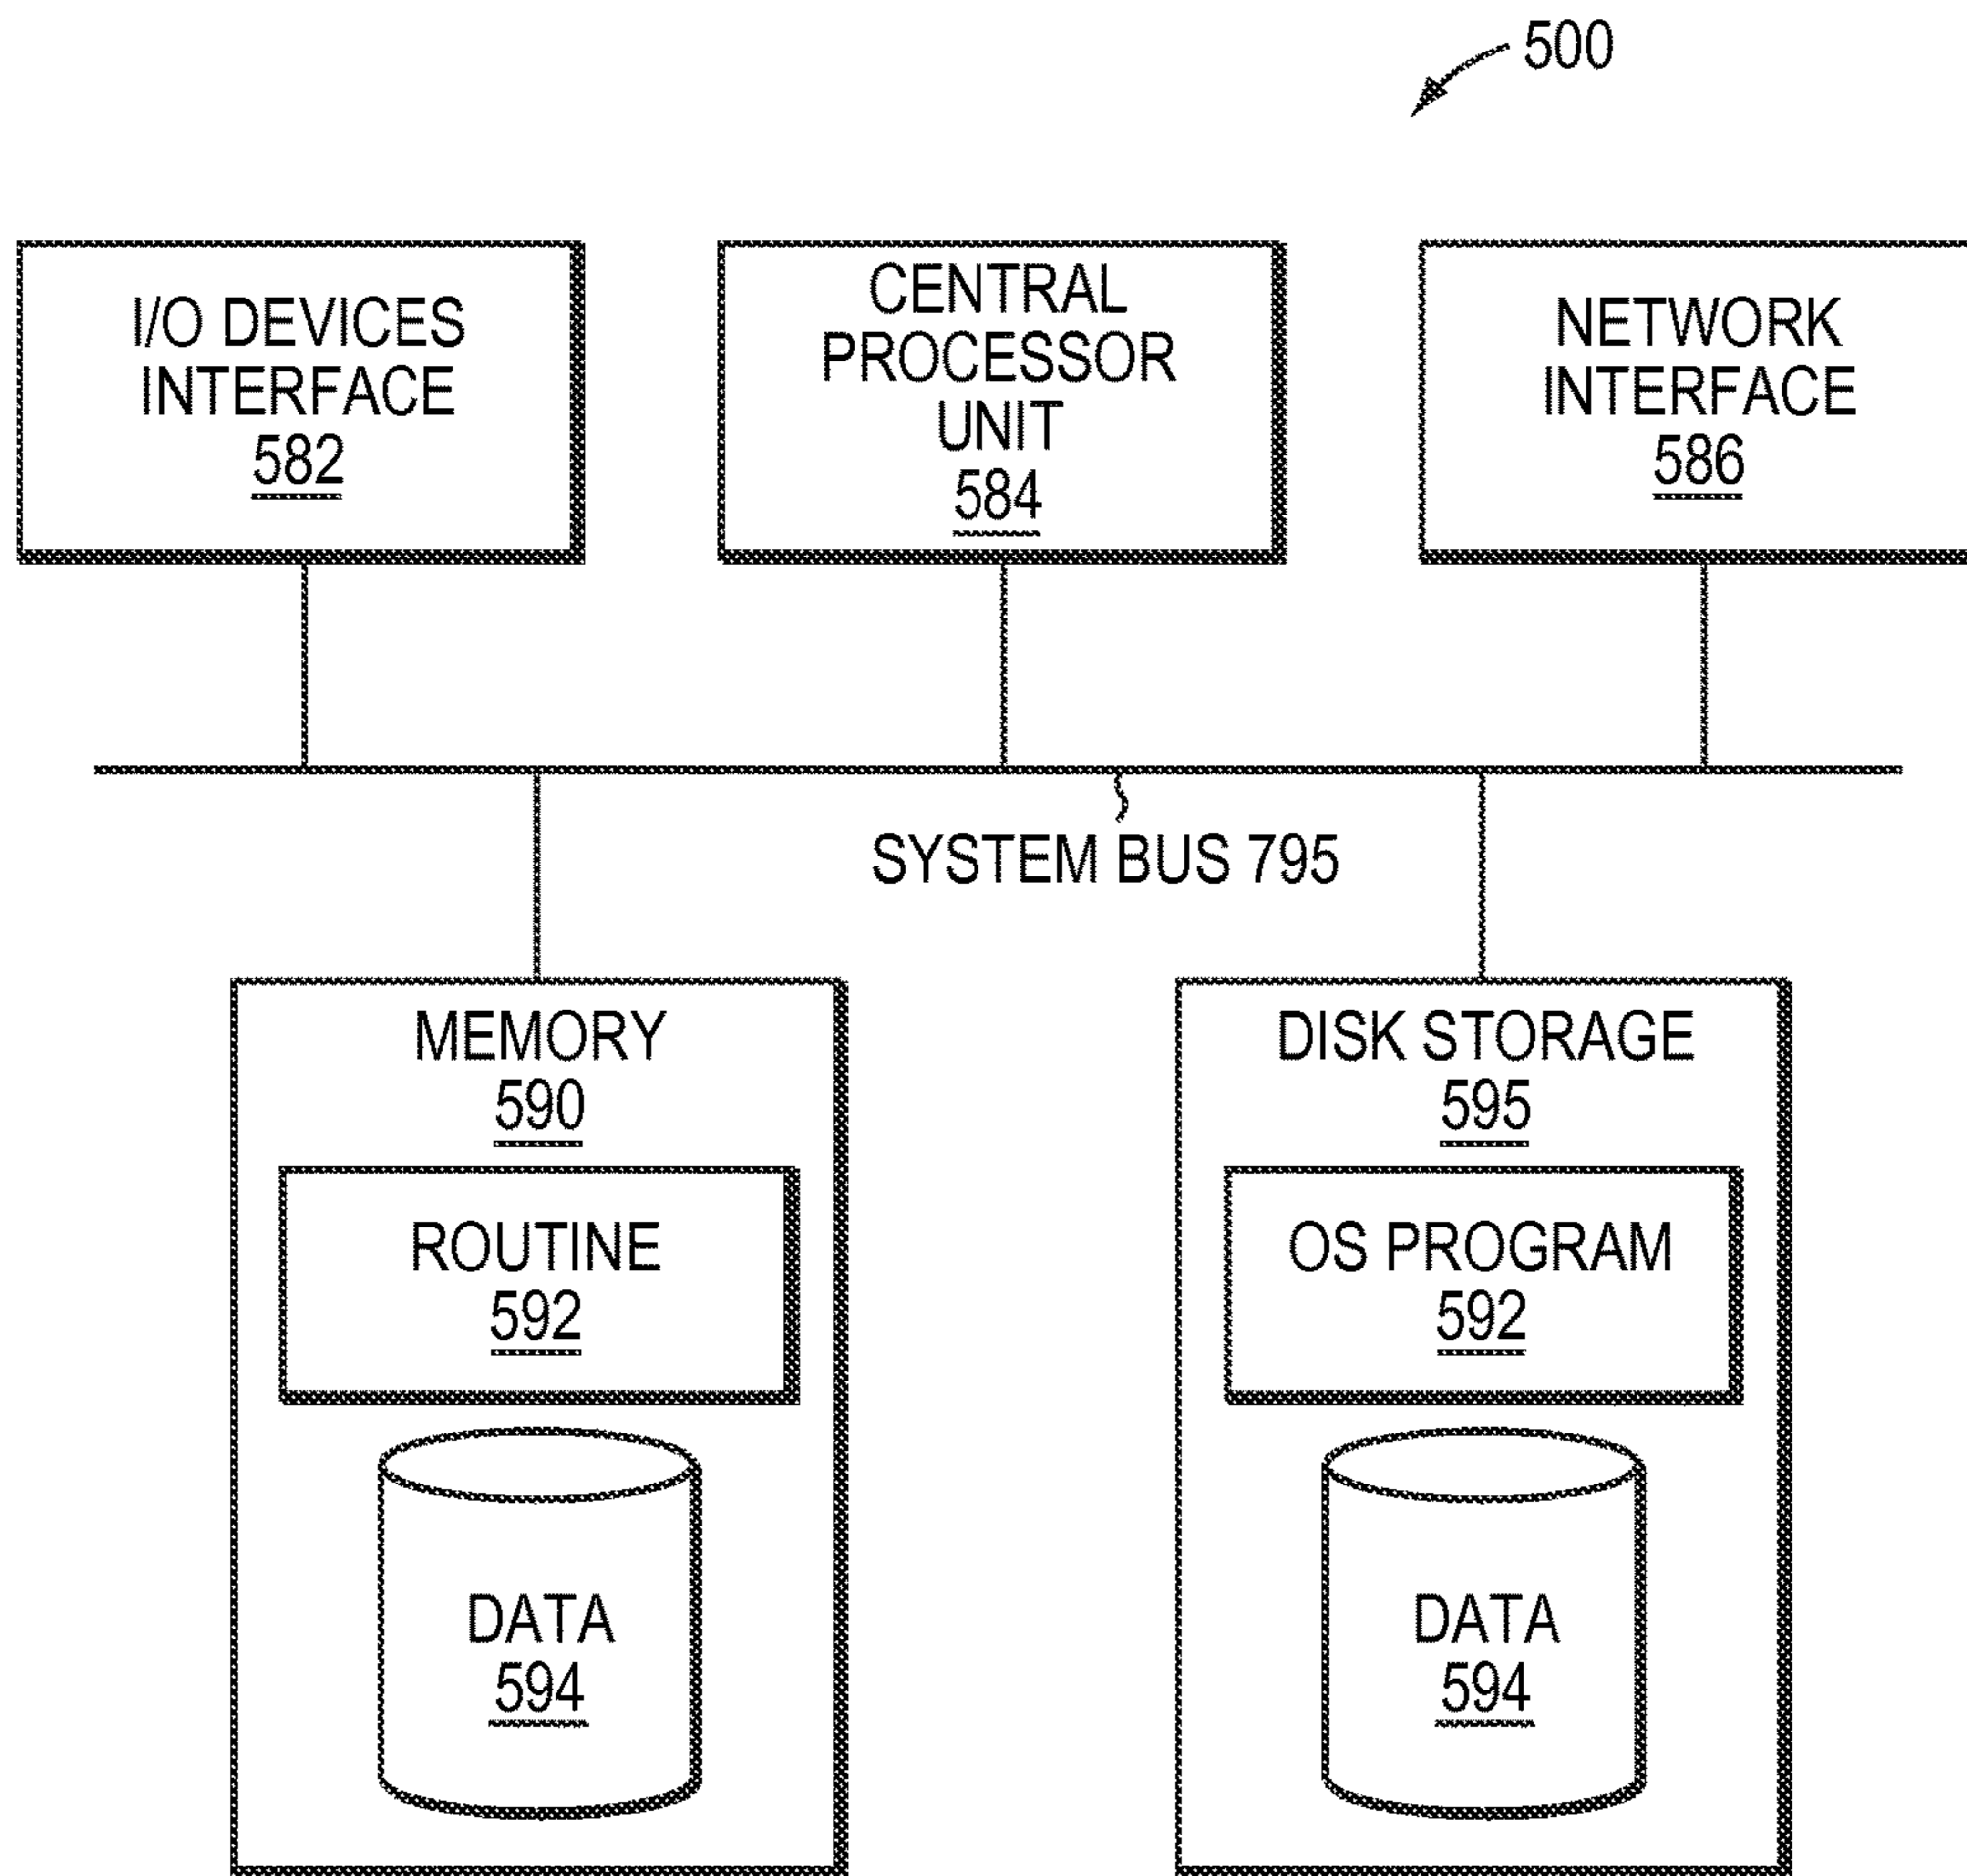 500
I/O DEVICES
INTERFACE
582
CENTRAL
PROCESSOR
UNIT
584
NETWORK
INTERFACE
586
SYSTEM BUS 795
MEMORY
590
ROUTINE
592
DATA
594
DISK STORAGE
595
OS PROGRAM
592
DATA
594